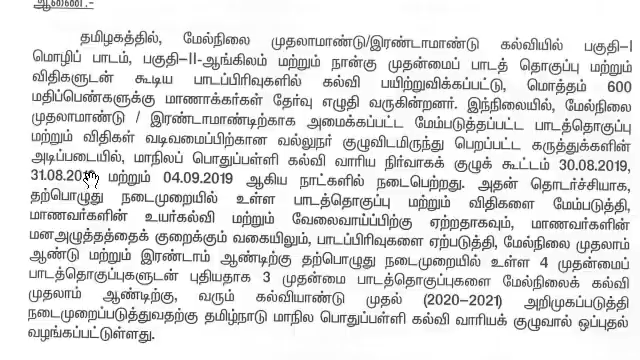 ஆணை:-
தமிழகத்தில், மேல்நிலை முதலாமாண்டு/இரண்டாமாண்டு கல்வியில் பகுதி–I
மொழிப் பாடம், பகுதி–II-ஆங்கிலம் மற்றும் நான்கு முதன்மைப் பாடத் தொகுப்பு மற்றும்
விதிகளுடன் கூடிய பாடப்பிரிவுகளில் கல்வி பயிற்றுவிக்கப்பட்டு, மொத்தம் 600
மதிப்பெண்களுக்கு மாணாக்கர்கள் தேர்வு எழுதி வருகின்றனர். இந்நிலையில், மேல்நிலை
முதலாமாண்டு / இரண்டாமாண்டிற்காக அமைக்கப்பட்ட மேம்படுத்தப்பட்ட பாடத்தொகுப்பு
மற்றும் விதிகள் வடிவமைப்பிற்கான வல்லுநர் குழுவிடமிருந்து பெறப்பட்ட கருத்துக்களின்
அடிப்படையில், மாநிலப் பொதுப்பள்ளி கல்வி வாரிய நிர்வாகக் குழுக் கூட்டம் 30.08.2019,
31.08.2019 மற்றும் 04.09.2019 ஆகிய நாட்களில் நடைபெற்றது. அதன் தொடர்ச்சியாக,
தற்பொழுது நடைமுறையில் உள்ள பாடத்தொகுப்பு மற்றும் விதிகளை மேம்படுத்தி,
மாணவர்களின் உயர்கல்வி மற்றும் வேலைவாய்ப்பிற்கு ஏற்றதாகவும், மாணவர்களின்
மனஅழுத்தத்தைக் குறைக்கும் வகையிலும், பாடப்பிரிவுகளை ஏற்படுத்தி, மேல்நிலை முதலாம்
ஆண்டு மற்றும் இரண்டாம் ஆண்டிற்கு தற்பொழுது நடைமுறையில் உள்ள 4 முதன்மைப்
பாடத்தொகுப்புகளுடன் புதியதாக 3 முதன்மை பாடத்தொகுப்புகளை மேல்நிலைக் கல்வி
முதலாம் ஆண்டிற்கு, வரும் கல்வியாண்டு முதல் (2020–2021) அறிமுகப்படுத்தி
நடைமுறைப்படுத்துவதற்கு தமிழ்நாடு மாநில பொதுப்பள்ளி கல்வி வாரியக் குழுவால் ஒப்புதல்
வழங்கப்பட்டுள்ளது.